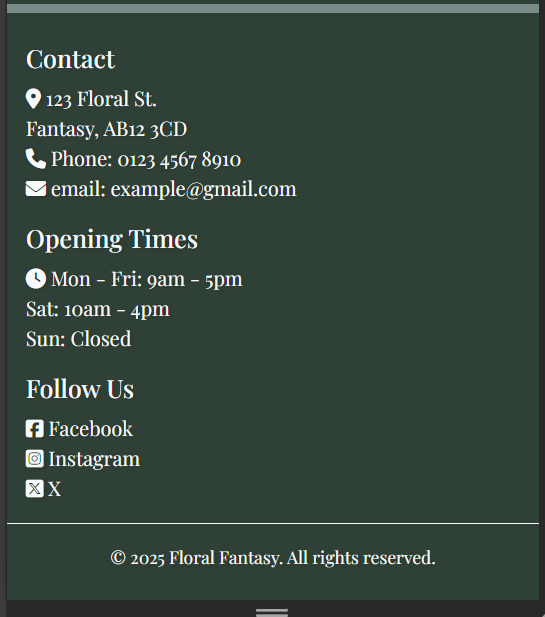 Contact
123 Floral St.
Fantasy, AB12 3CD
Phone: 0123 4567 8910
email: example@gmail.com
Opening Times
Mon - Fri: 9am - 5pm
Sat: 10am - 4pm
Sun: Closed
Follow Us
Facebook
Instagram
X
© 2025 Floral Fantasy. All rights reserved.